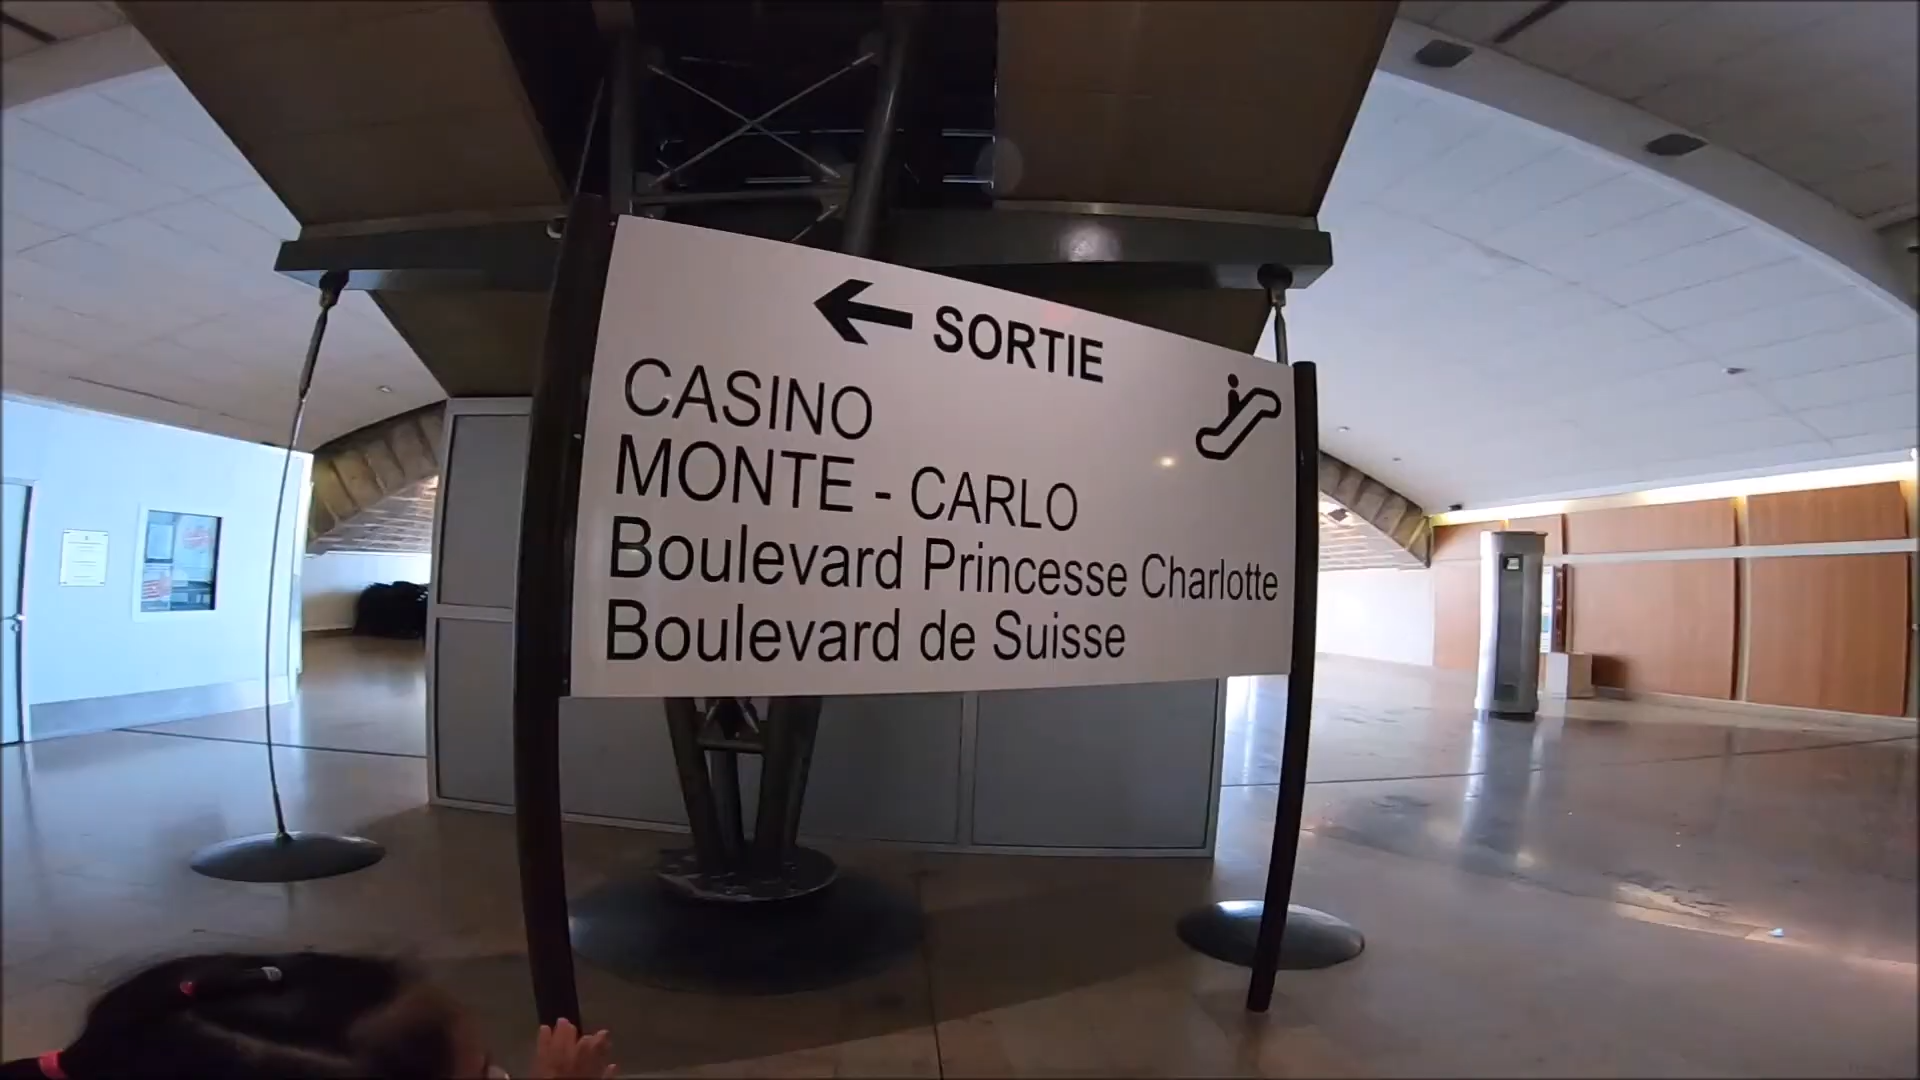 SORTIE
CASINO
MONTE - CARLO
Boulevard Princesse Charlotte
Boulevard de Suisse